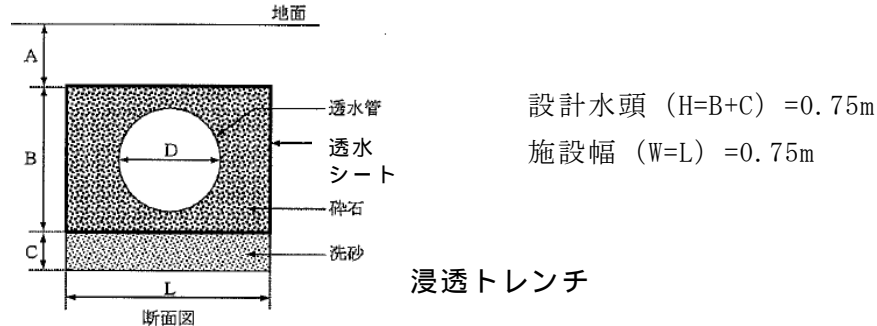 地面
A
B
C
D
L
透水管
透水
シート
砕石
洗砂
断面図
設計水頭 (H=B+C) =0.75m
施設幅 (W=L) =0.75m
浸透トレンチ